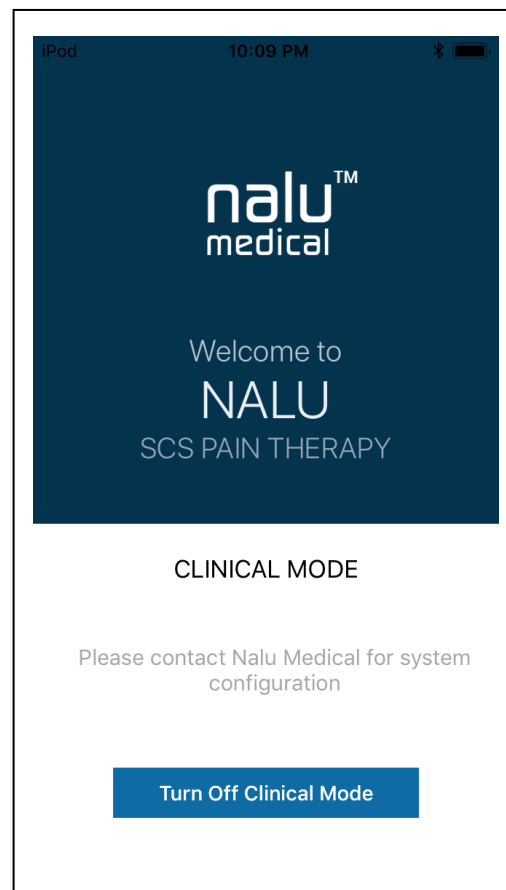 iPod 10:09 PM
nalu™
medical
Welcome to
NALU
SCS PAIN THERAPY
CLINICAL MODE
Please contact Nalu Medical for system
configuration
Turn Off Clinical Mode